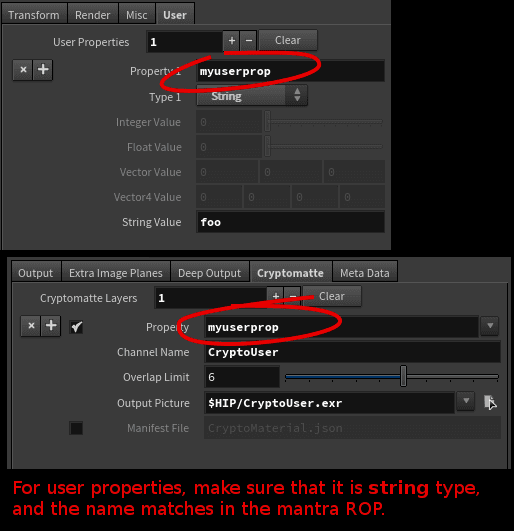 Transform Render Misc User
User Properties 1 + − Clear
× + Property 1 myuserprop
Type 1 String
Integer Value 0
Float Value 0
Vector Value 0 0 0
Vector4 Value 0 0 0 0
String Value foo
Output Extra Image Planes Deep Output Cryptomatte Meta Data
Cryptomatte Layers 1 + − Clear
× + Property myuserprop
Channel Name CryptoUser
Overlap Limit 6
Output Picture $HIP/CryptoUser.exr
Manifest File CryptoMaterial.json
For user properties, make sure that it is string type,
and the name matches in the mantra ROP.